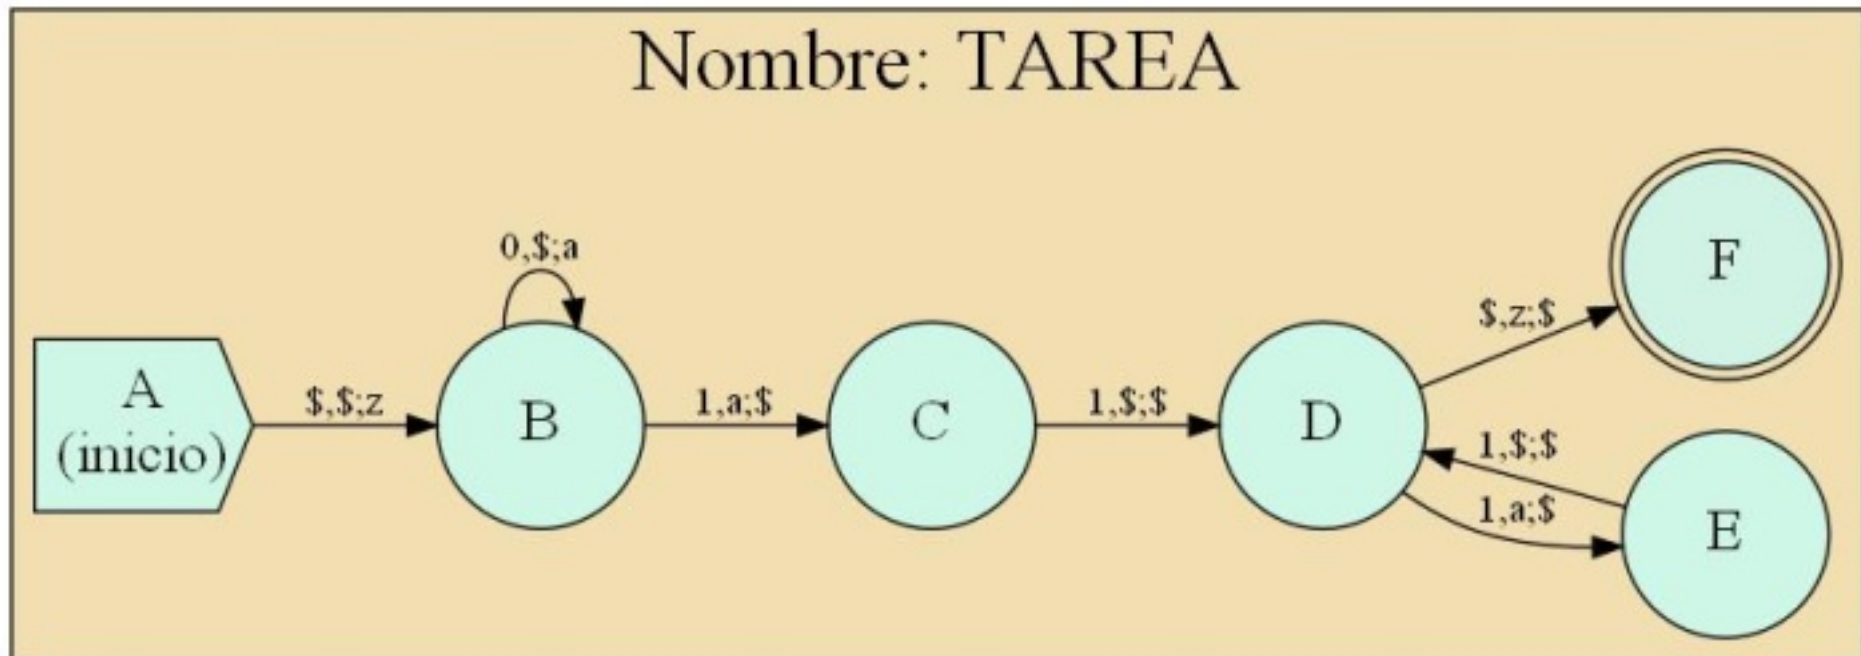 Nombre: TAREA
0,$;a
A
(inicio)
$,$;z
B
1,a;$
C
1,$;$
D
$,z;$
F
1,$;$
1,a;$
E